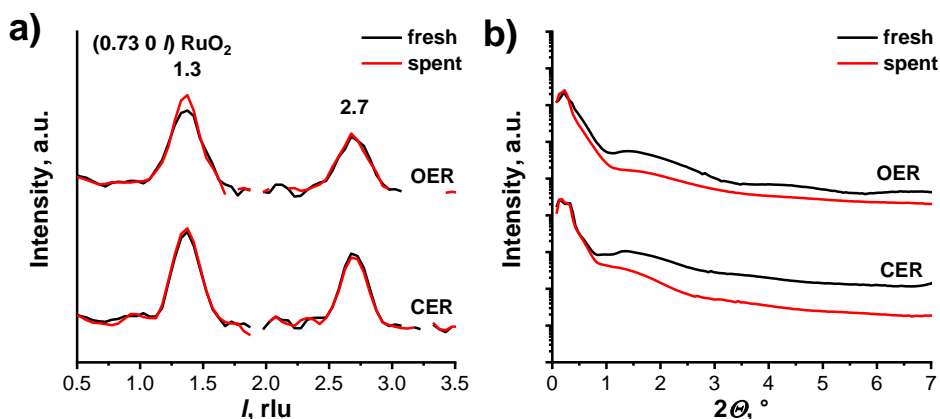 a)
(0.73 0 l) RuO₂
fresh
spent
1.3
2.7
OER
CER
Intensity, a.u.
0.5 1.0 1.5 2.0 2.5 3.0 3.5
l, rlu
b)
fresh
spent
OER
CER
Intensity, a.u.
0 1 2 3 4 5 6 7
2Θ, °